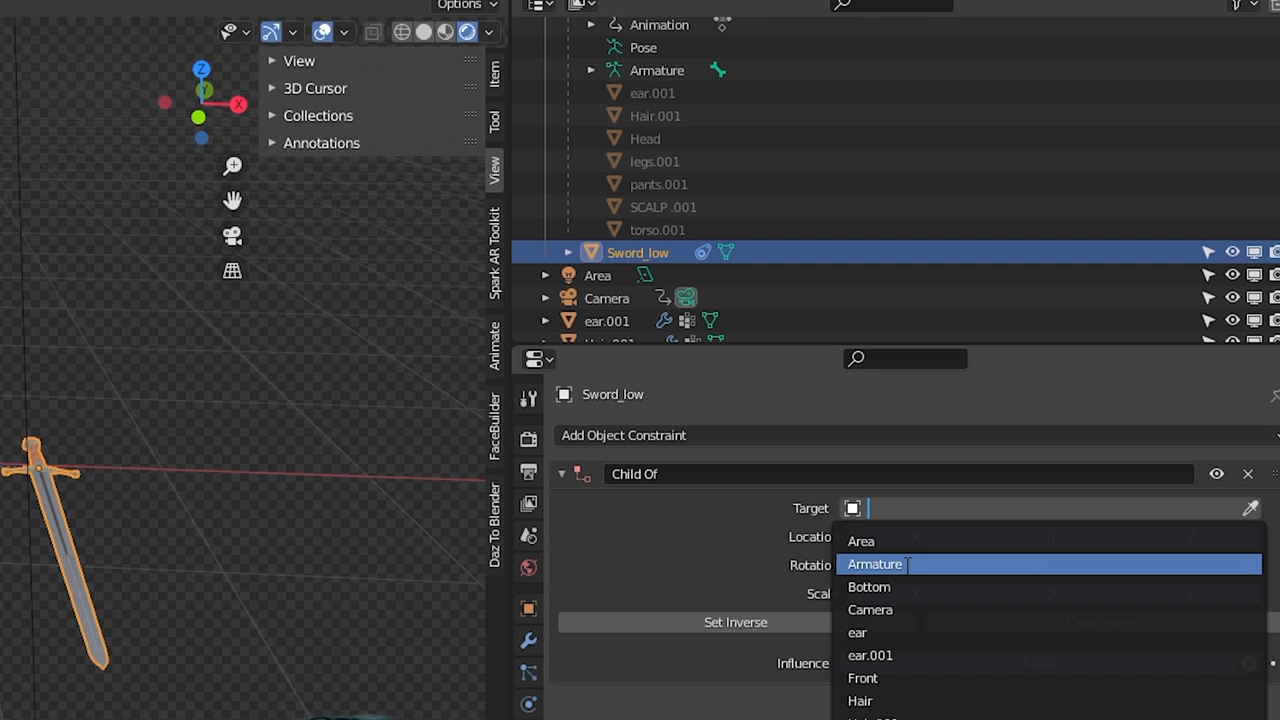 Options
Z
Y
X
View
3D Cursor
Collections
Annotations
Item
Tool
View
Spark AR Toolkit
Animate
FaceBuilder
Daz To Blender
Animation
Pose
Armature
ear.001
Hair.001
Head
legs.001
pants.001
SCALP .001
torso.001
Sword_low
Area
Camera
ear.001
Sword_low
Add Object Constraint
Child Of
Target
Locatio
Rotatio
Scal
Set Inverse
Influence
Area
Armature
Bottom
Camera
ear
ear.001
Front
Hair